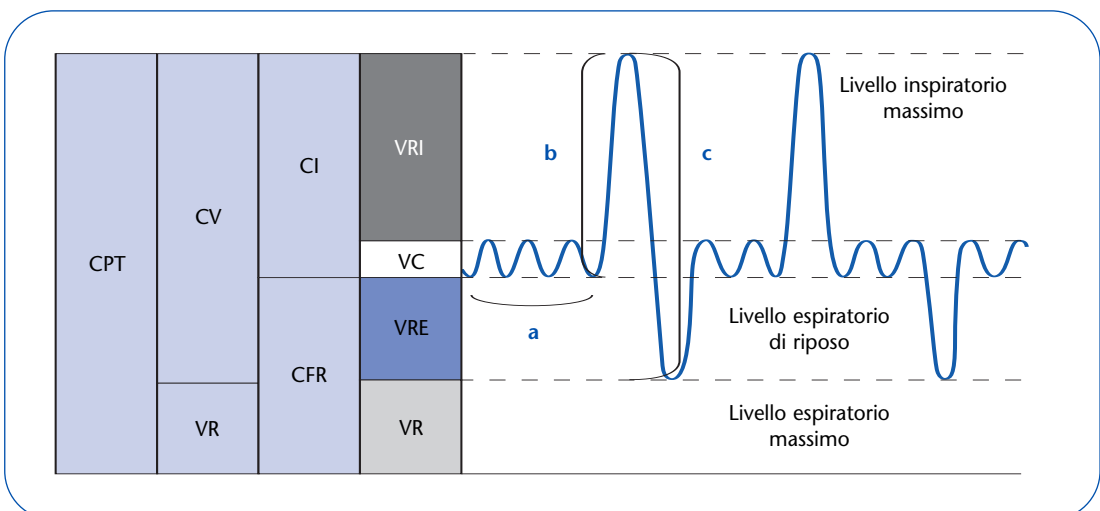 CPT
CV
VR
CI
CFR
VRI
VC
VRE
VR
a
b
c
Livello inspiratorio
massimo
Livello espiratorio
di riposo
Livello espiratorio
massimo